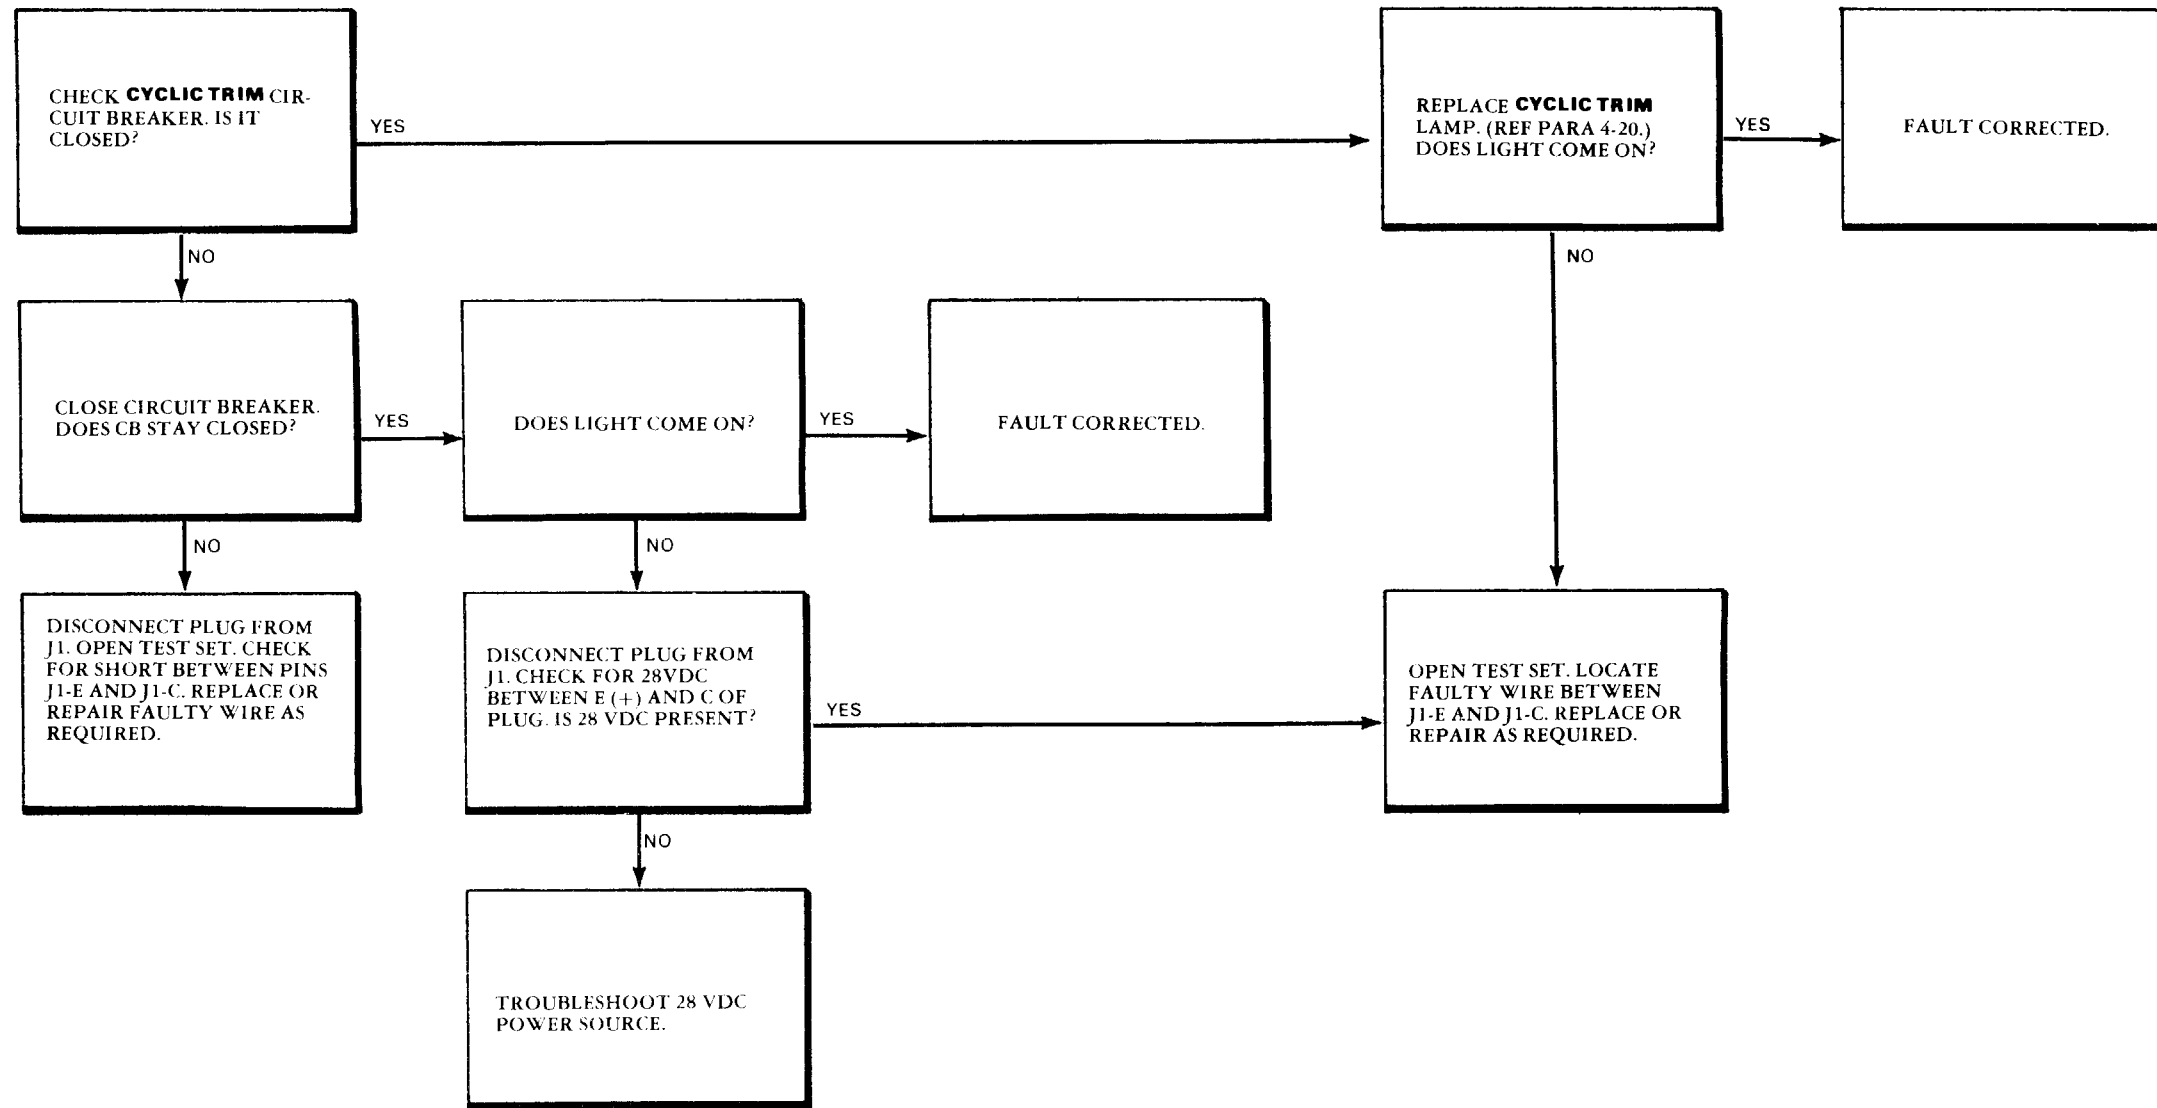 CHECK CYCLIC TRIM CIR-
CUIT BREAKER. IS IT
CLOSED?
YES
REPLACE CYCLIC TRIM
LAMP. (REF PARA 4-20.)
DOES LIGHT COME ON?
YES
FAULT CORRECTED.
NO
NO
CLOSE CIRCUIT BREAKER.
DOES CB STAY CLOSED?
YES
DOES LIGHT COME ON?
YES
FAULT CORRECTED.
NO
NO
DISCONNECT PLUG FROM
J1. OPEN TEST SET. CHECK
FOR SHORT BETWEEN PINS
J1-E AND J1-C. REPLACE OR
REPAIR FAULTY WIRE AS
REQUIRED.
DISCONNECT PLUG FROM
J1. CHECK FOR 28VDC
BETWEEN E (+) AND C OF
PLUG. IS 28 VDC PRESENT?
YES
OPEN TEST SET. LOCATE
FAULTY WIRE BETWEEN
J1-E AND J1-C. REPLACE OR
REPAIR AS REQUIRED.
NO
TROUBLESHOOT 28 VDC
POWER SOURCE.